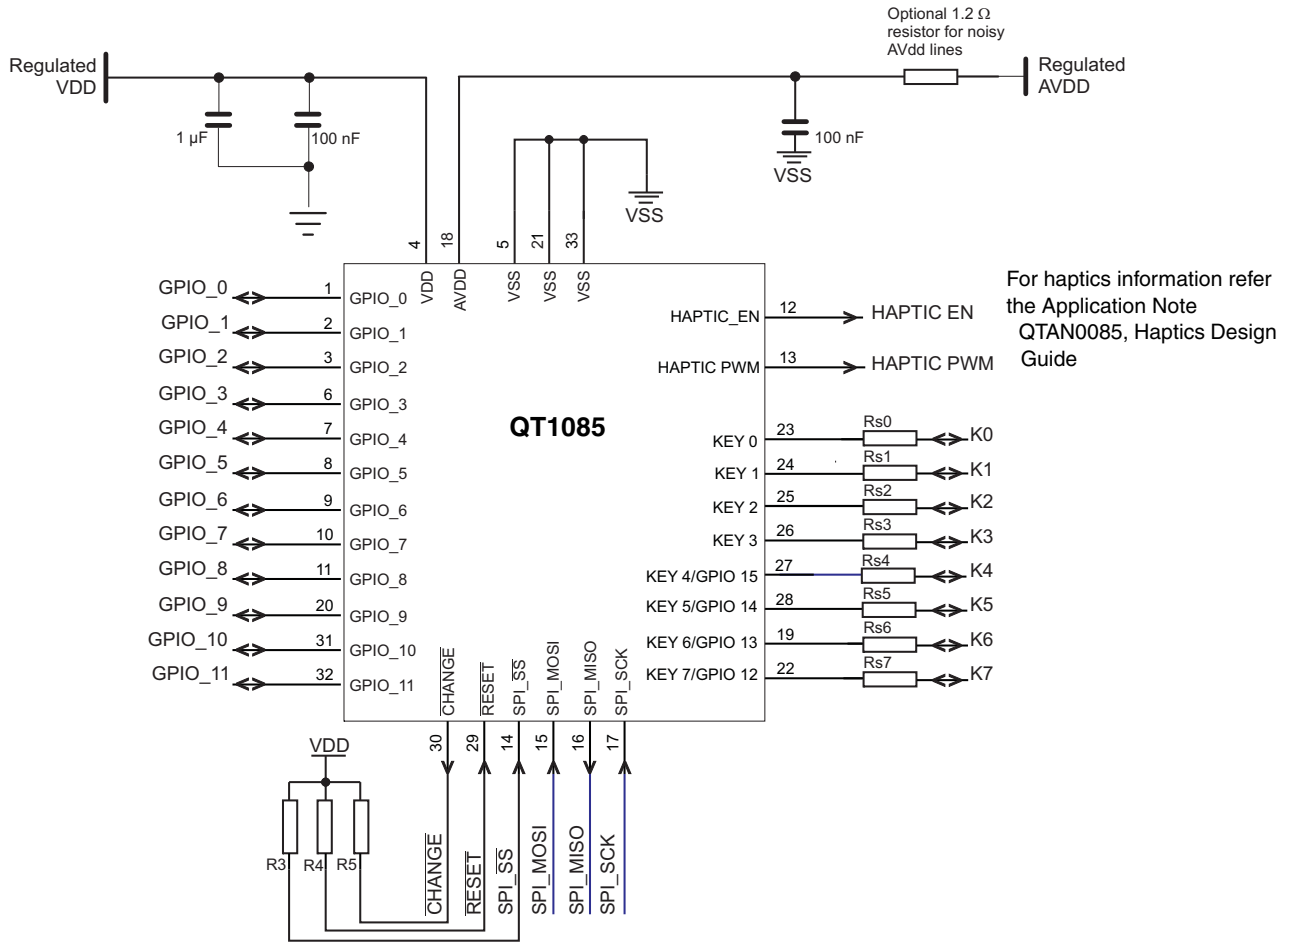 Optional 1.2 Ω
resistor for noisy
AVdd lines
Regulated
VDD
Regulated
AVDD
1 µF
100 nF
100 nF
VSS
VSS
4
18
5
21
33
VDD
AVDD
VSS
VSS
VSS
GPIO_0
1
GPIO_0
GPIO_1
2
GPIO_1
GPIO_2
3
GPIO_2
GPIO_3
6
GPIO_3
GPIO_4
7
GPIO_4
GPIO_5
8
GPIO_5
GPIO_6
9
GPIO_6
GPIO_7
10
GPIO_7
GPIO_8
11
GPIO_8
GPIO_9
20
GPIO_9
GPIO_10
31
GPIO_10
GPIO_11
32
GPIO_11
QT1085
HAPTIC_EN
12
HAPTIC EN
HAPTIC PWM
13
HAPTIC PWM
For haptics information refer
the Application Note
QTAN0085, Haptics Design
Guide
KEY 0
23
Rs0
K0
KEY 1
24
Rs1
K1
KEY 2
25
Rs2
K2
KEY 3
26
Rs3
K3
KEY 4/GPIO 15
27
Rs4
K4
KEY 5/GPIO 14
28
Rs5
K5
KEY 6/GPIO 13
19
Rs6
K6
KEY 7/GPIO 12
22
Rs7
K7
CHANGE
RESET
SPI_SS
SPI_MOSI
SPI_MISO
SPI_SCK
30
29
14
15
16
17
VDD
R3
R4
R5
CHANGE
RESET
SPI_SS
SPI_MOSI
SPI_MISO
SPI_SCK